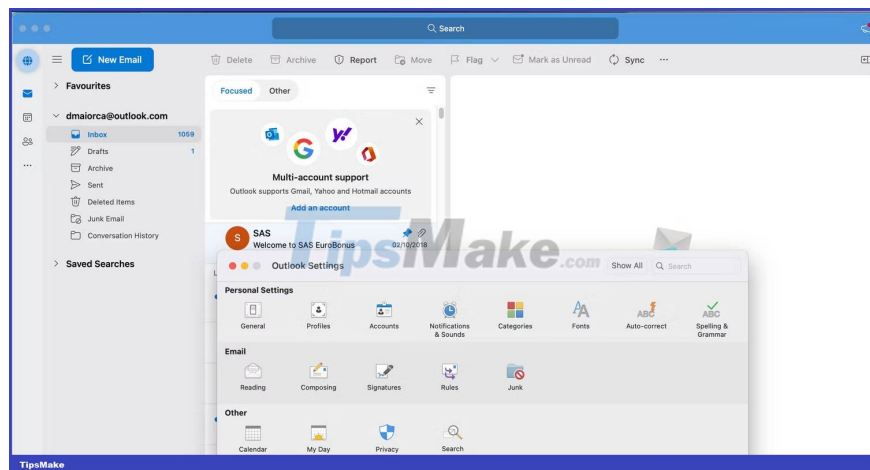 Search
New Email
Delete
Archive
Report
Move
Flag
Mark as Unread
Sync
Favourites
dmaiorca@outlook.com
Inbox 1059
Drafts 1
Archive
Sent
Deleted Items
Junk Email
Conversation History
Saved Searches
Focused Other
Multi-account support
Outlook supports Gmail, Yahoo and Hotmail accounts
Add an account
S SAS
Welcome to SAS EuroBonus 02/10/2018
TipsMake.com
L
Outlook Settings Show All Search
Personal Settings
General
Profiles
Accounts
Notifications
& Sounds
Categories
Fonts
Auto-correct
Spelling &
Grammar
Email
Reading
Composing
Signatures
Rules
Junk
Other
Calendar
My Day
Privacy
Search
TipsMake